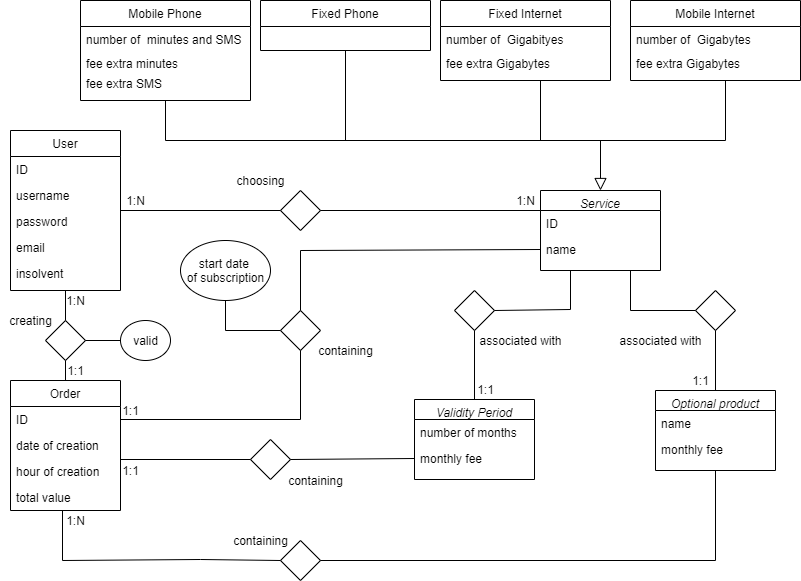 Mobile Phone
number of minutes and SMS
fee extra minutes
fee extra SMS
Fixed Phone
Fixed Internet
number of Gigabityes
fee extra Gigabytes
Mobile Internet
number of Gigabytes
fee extra Gigabytes
User
ID
username
password
email
insolvent
choosing
1:N
1:N
Service
ID
name
start date
of subscription
1:N
creating
valid
containing
associated with
associated with
1:1
Order
ID
date of creation
hour of creation
total value
1:1
1:1
1:1
Validity Period
number of months
monthly fee
1:1
Optional product
name
monthly fee
containing
1:N
containing